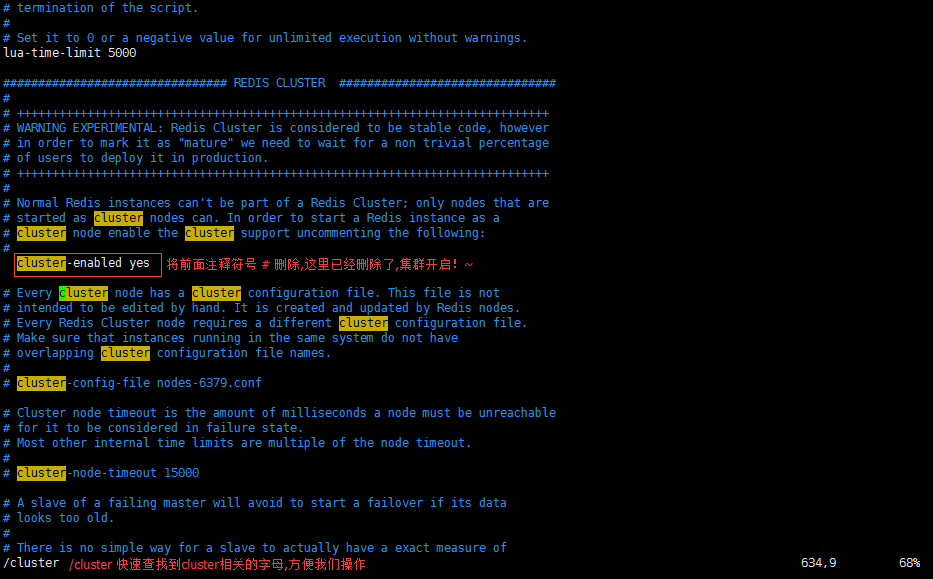 # termination of the script.
#
# Set it to 0 or a negative value for unlimited execution without warnings.
lua-time-limit 5000
################################ REDIS CLUSTER  ###############################
#
# ++++++++++++++++++++++++++++++++++++++++++++++++++++++++++++++++++++++++++++
# WARNING EXPERIMENTAL: Redis Cluster is considered to be stable code, however
# in order to mark it as "mature" we need to wait for a non trivial percentage
# of users to deploy it in production.
# ++++++++++++++++++++++++++++++++++++++++++++++++++++++++++++++++++++++++++++
#
# Normal Redis instances can't be part of a Redis Cluster; only nodes that are
# started as cluster nodes can. In order to start a Redis instance as a
# cluster node enable the cluster support uncommenting the following:
#
cluster-enabled yes 将前面注释符号 # 删除,这里已经删除了,集群开启! ~
# Every cluster node has a cluster configuration file. This file is not
# intended to be edited by hand. It is created and updated by Redis nodes.
# Every Redis Cluster node requires a different cluster configuration file.
# Make sure that instances running in the same system do not have
# overlapping cluster configuration file names.
#
# cluster-config-file nodes-6379.conf
# Cluster node timeout is the amount of milliseconds a node must be unreachable
# for it to be considered in failure state.
# Most other internal time limits are multiple of the node timeout.
#
# cluster-node-timeout 15000
# A slave of a failing master will avoid to start a failover if its data
# looks too old.
#
# There is no simple way for a slave to actually have a exact measure of
/cluster /cluster 快速查找到cluster相关的字母,方便我们操作 634,9 68%